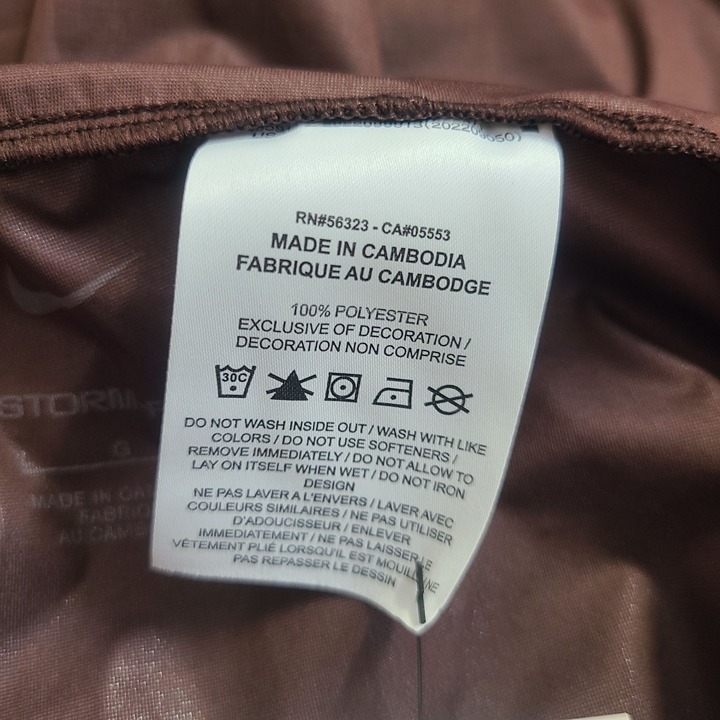 RN#56323 - CA#05553
MADE IN CAMBODIA
FABRIQUE AU CAMBODGE
100% POLYESTER
EXCLUSIVE OF DECORATION /
DECORATION NON COMPRISE
30C
DO NOT WASH INSIDE OUT / WASH WITH LIKE
COLORS / DO NOT USE SOFTENERS /
REMOVE IMMEDIATELY / DO NOT ALLOW TO
LAY ON ITSELF WHEN WET / DO NOT IRON
DESIGN
NE PAS LAVER A L'ENVERS / LAVER AVEC
COULEURS SIMILAIRES / NE PAS UTILISER
D'ADOUCISSEUR / ENLEVER
IMMEDIATEMENT / NE PAS LAISSER LE
VÊTEMENT PLIÉ LORSQU'IL EST MOUILL
PAS REPASSER LE DESSIN
STORM
MADE IN